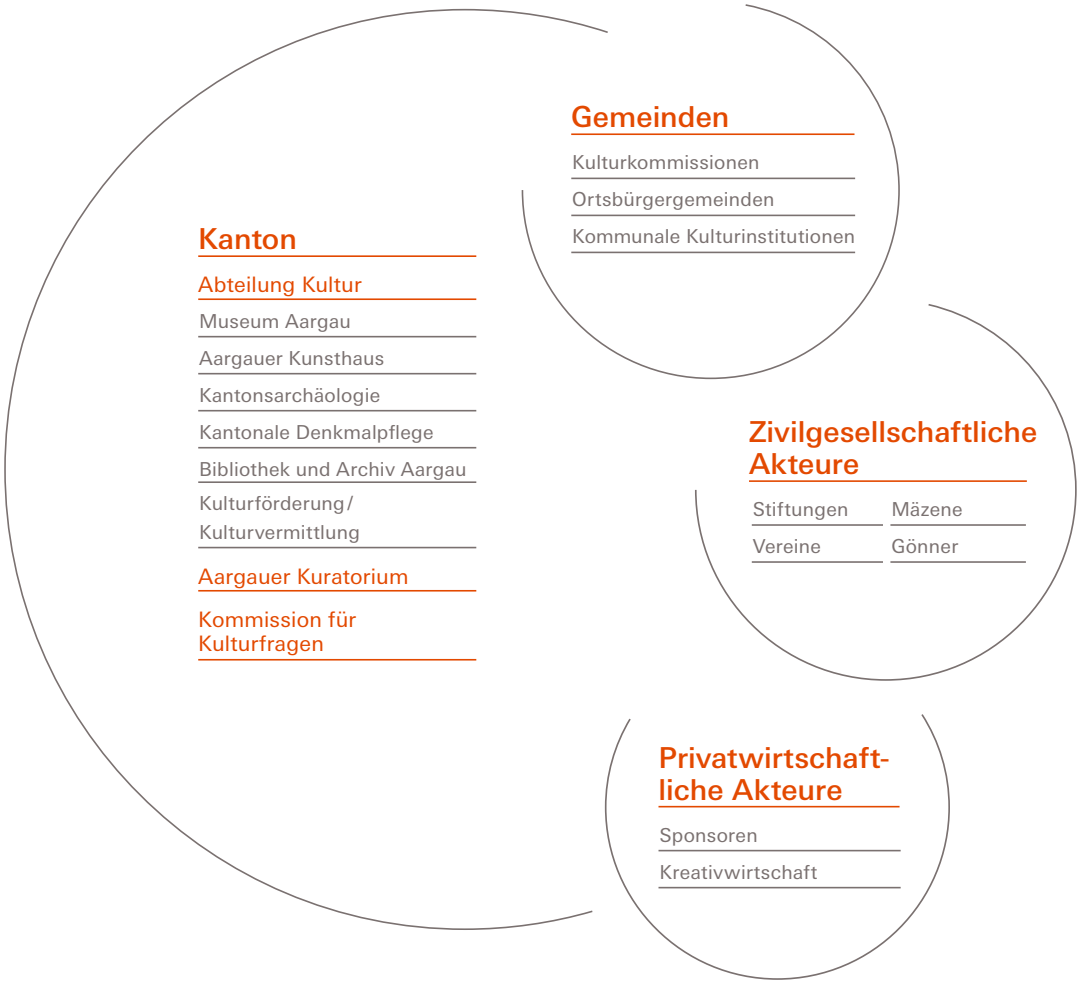 Kanton
Abteilung Kultur
Museum Aargau
Aargauer Kunsthaus
Kantonsarchäologie
Kantonale Denkmalpflege
Bibliothek und Archiv Aargau
Kulturförderung/
Kulturvermittlung
Aargauer Kuratorium
Kommission für
Kulturfragen
Gemeinden
Kulturkommissionen
Ortsbürgergemeinden
Kommunale Kulturinstitutionen
Zivilgesellschaftliche
Akteure
Stiftungen Mäzene
Vereine Gönner
Privatwirtschaft-
liche Akteure
Sponsoren
Kreativwirtschaft